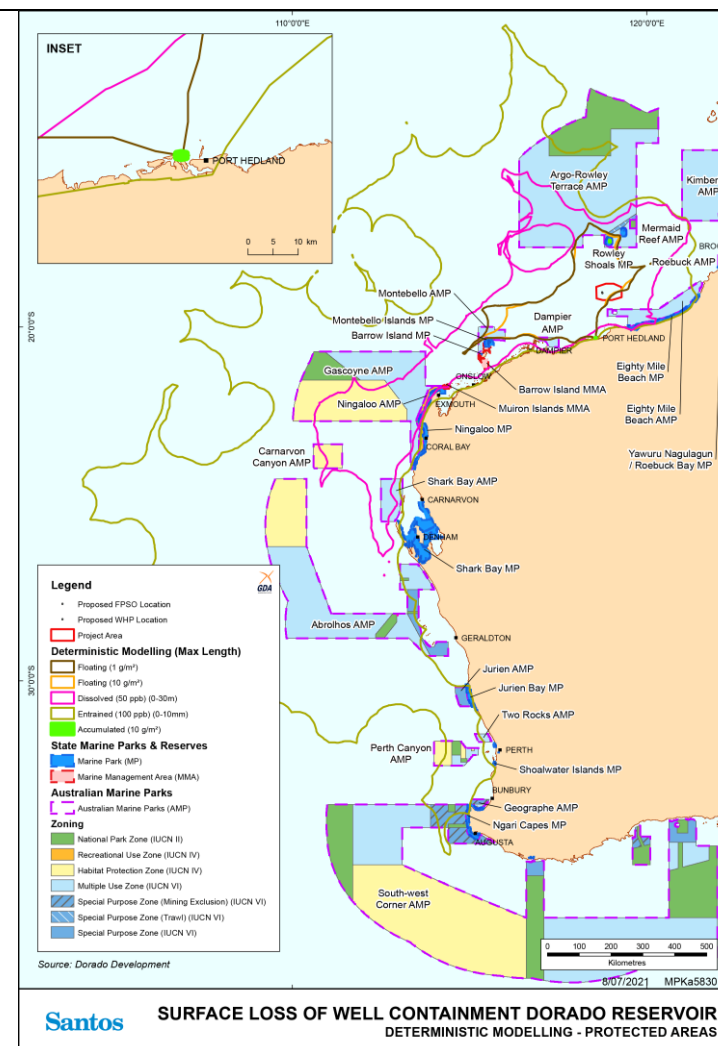 110°0'0"E
120°0'0"E
INSET
PORT HEDLAND
0 5 10 km
20°0'0"S
30°0'0"S
Argo-Rowley
Terrace AMP
Kimber
AMP
Mermaid
Reef AMP
BRO
Rowley
Shoals MP
Roebuck AMP
Montebello AMP
Montebello Islands MP
Barrow Island MP
Dampier
AMP
PORT HEDLAND
DAMPIER
Gascoyne AMP
ONSLOW
Barrow Island MMA
Eighty Mile
Beach MP
Ningaloo AMP
EXMOUTH
Muiron Islands MMA
Eighty Mile
Beach AMP
Ningaloo MP
CORAL BAY
Carnarvon
Canyon AMP
Yawuru Nagulagun
/ Roebuck Bay MP
Shark Bay AMP
CARNARVON
DENHAM
Shark Bay MP
Abrolhos AMP
GERALDTON
Jurien AMP
Jurien Bay MP
Two Rocks AMP
Perth Canyon
AMP
PERTH
Shoalwater Islands MP
BUNBURY
Geographe AMP
Ngari Capes MP
AUGUSTA
South-west
Corner AMP
Legend
GDA
Proposed FPSO Location
Proposed WHP Location
Project Area
Deterministic Modelling (Max Length)
Floating (1 g/m²)
Floating (10 g/m²)
Dissolved (50 ppb) (0-30m)
Entrained (100 ppb) (0-10mm)
Accumulated (10 g/m²)
State Marine Parks & Reserves
Marine Park (MP)
Marine Management Area (MMA)
Australian Marine Parks
Australian Marine Parks (AMP)
Zoning
National Park Zone (IUCN II)
Recreational Use Zone (IUCN IV)
Habitat Protection Zone (IUCN IV)
Multiple Use Zone (IUCN VI)
Special Purpose Zone (Mining Exclusion) (IUCN VI)
Special Purpose Zone (Trawl) (IUCN VI)
Special Purpose Zone (IUCN VI)
0 100 200 300 400 500
Kilometres
Source: Dorado Development
8/07/2021 MPKa5830
Santos
SURFACE LOSS OF WELL CONTAINMENT DORADO RESERVOIR
DETERMINISTIC MODELLING - PROTECTED AREAS